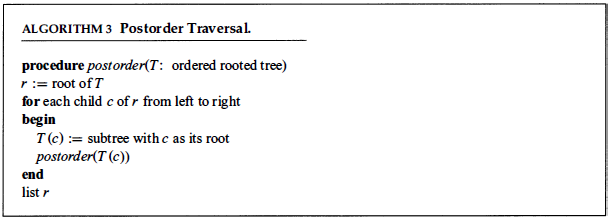 ALGORITHM 3 Postorder Traversal.
procedure postorder(T: ordered rooted tree)
r := root of T
for each child c of r from left to right
begin
T(c) := subtree with c as its root
postorder(T(c))
end
list r